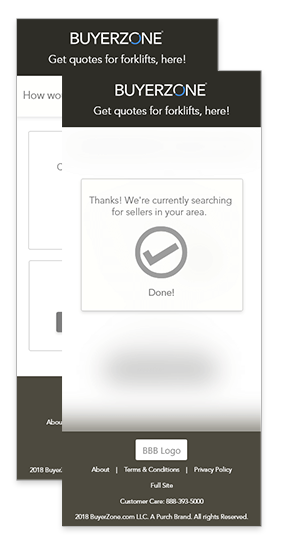 BUYERZONE
Get quotes for forklifts, here!
How wo
C
Abou
2018 BuyerZ
BUYERZONE
Get quotes for forklifts, here!
Thanks! We're currently searching
for sellers in your area.
Done!
BBB Logo
About | Terms & Conditions | Privacy Policy
Full Site
Customer Care: 888-393-5000
2018 BuyerZone.com LLC. A Purch Brand. All rights Reserved.